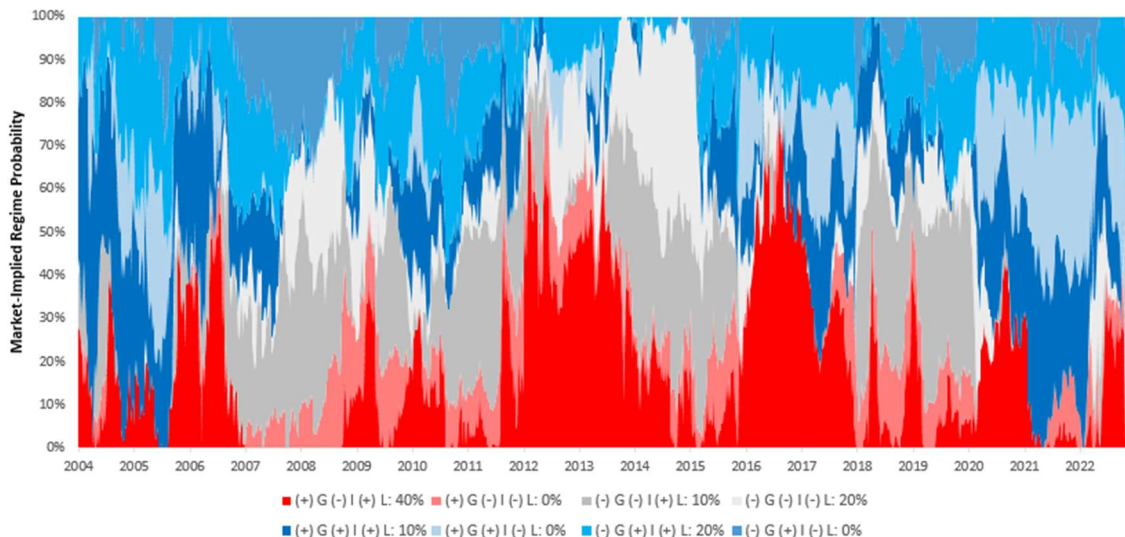 100%
90%
80%
70%
60%
50%
40%
30%
20%
10%
0%
Market-Implied Regime Probability
2004 2005 2006 2007 2008 2009 2010 2011 2012 2013 2014 2015 2016 2017 2018 2019 2020 2021 2022
(+) G (-) I (+) L: 40% (+) G (-) I (-) L: 0% (-) G (-) I (+) L: 10% (-) G (-) I (-) L: 20%
(+) G (+) I (+) L: 10% (+) G (+) I (-) L: 0% (-) G (+) I (+) L: 20% (-) G (+) I (-) L: 0%